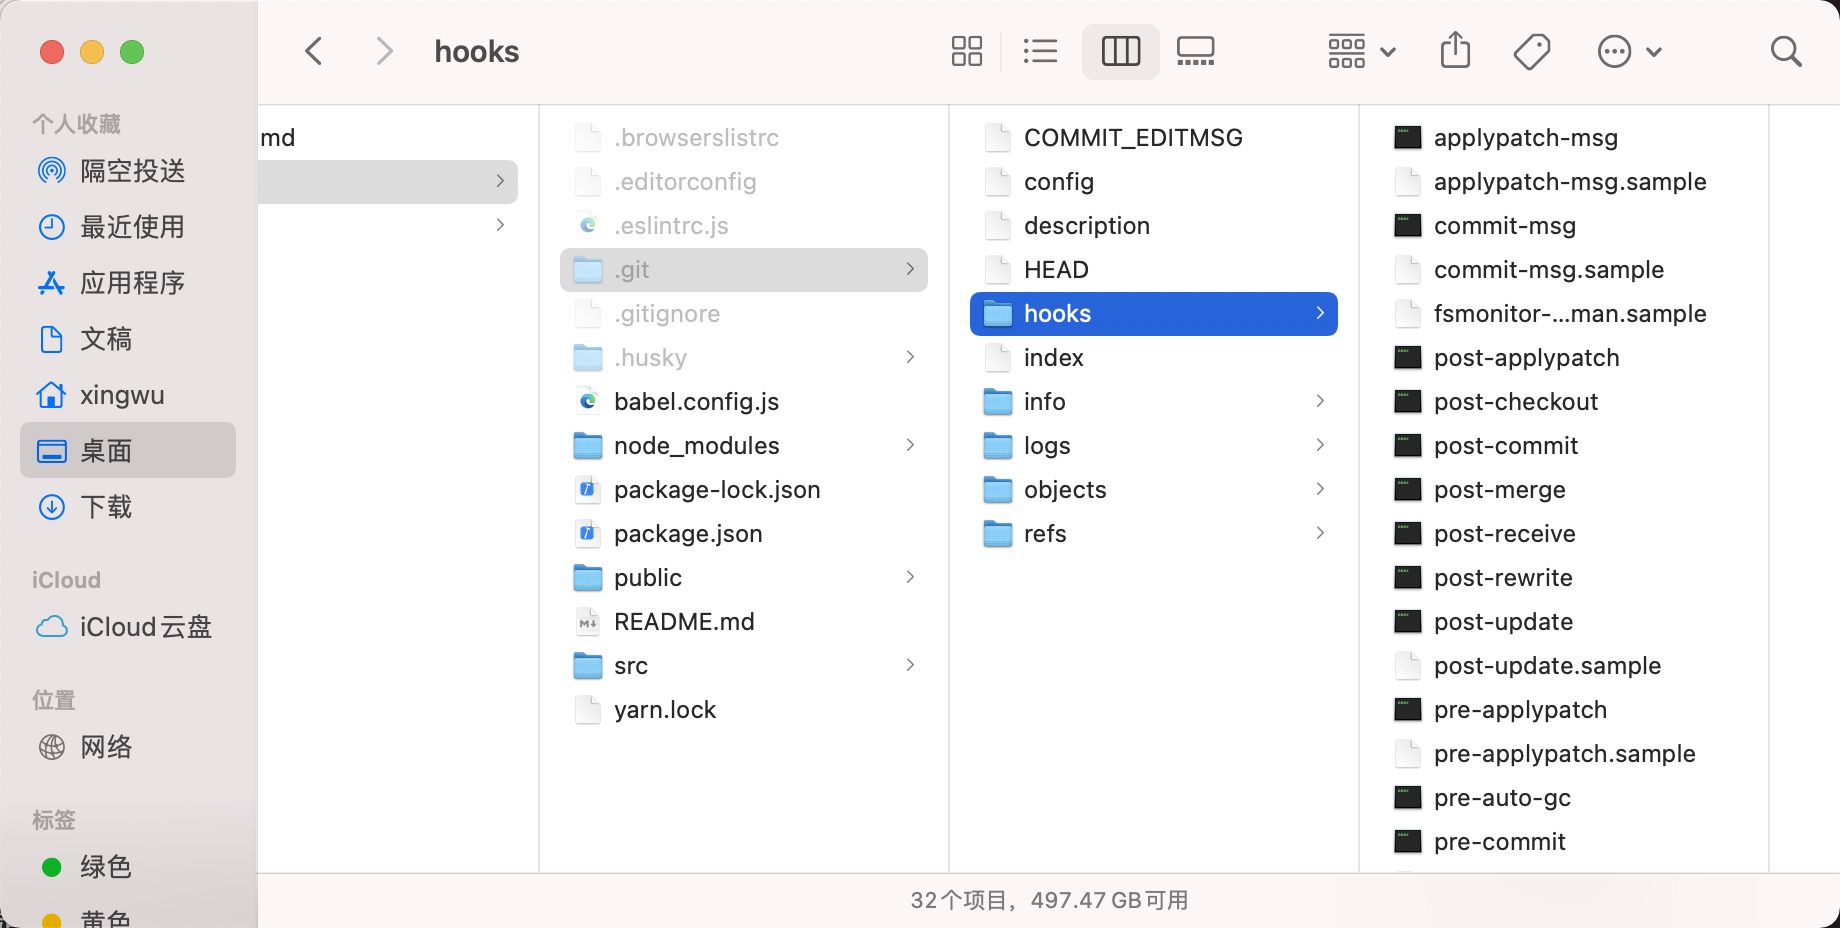 hooks
个人收藏
隔空投送
最近使用
应用程序
文稿
xingwu
桌面
下载
iCloud
iCloud云盘
位置
网络
标签
绿色
黄色
md
.browserslistrc
.editorconfig
.eslintrc.js
.git
.gitignore
.husky
babel.config.js
node_modules
package-lock.json
package.json
public
README.md
src
yarn.lock
COMMIT_EDITMSG
config
description
HEAD
hooks
index
info
logs
objects
refs
applypatch-msg
applypatch-msg.sample
commit-msg
commit-msg.sample
fsmonitor-...man.sample
post-applypatch
post-checkout
post-commit
post-merge
post-receive
post-rewrite
post-update
post-update.sample
pre-applypatch
pre-applypatch.sample
pre-auto-gc
pre-commit
32个项目，497.47 GB可用